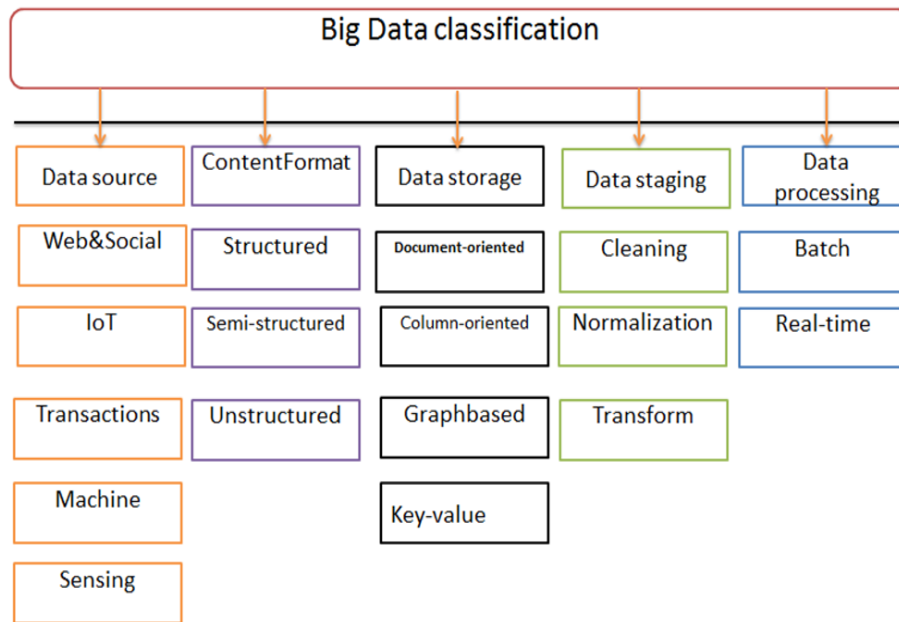 Big Data classification
Data source
ContentFormat
Data storage
Data staging
Data
processing
Web&Social
Structured
Document-oriented
Cleaning
Batch
IoT
Semi-structured
Column-oriented
Normalization
Real-time
Transactions
Unstructured
Graphbased
Transform
Machine
Key-value
Sensing